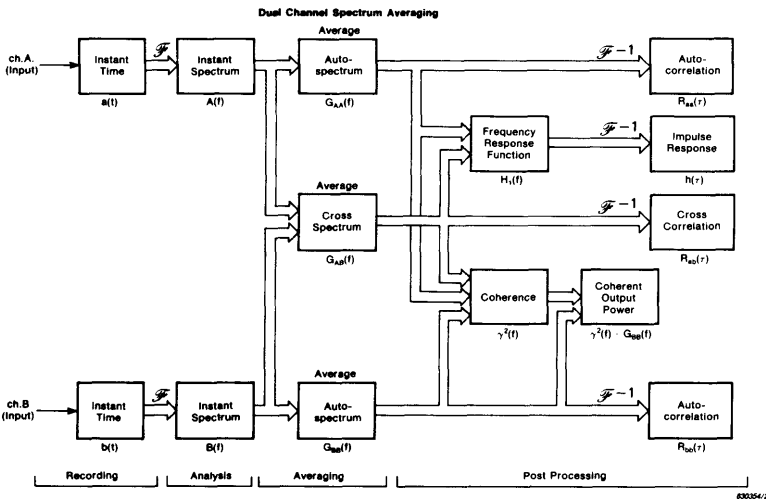 Dual Channel Spectrum Averaging
ch.A.
(Input)
Instant
Time
a(t)
ℱ
Instant
Spectrum
A(f)
Average
Auto-
spectrum
G_AA(f)
ℱ−1
Auto-
correlation
R_aa(τ)
Frequency
Response
Function
H₁(f)
ℱ−1
Impulse
Response
h(τ)
Average
Cross
Spectrum
G_AB(f)
ℱ−1
Cross
Correlation
R_ab(τ)
Coherence
γ²(f)
Coherent
Output
Power
γ²(f) · G_BB(f)
ch.B
(Input)
Instant
Time
b(t)
ℱ
Instant
Spectrum
B(f)
Average
Auto-
spectrum
G_BB(f)
ℱ−1
Auto-
correlation
R_bb(τ)
Recording
Analysis
Averaging
Post Processing